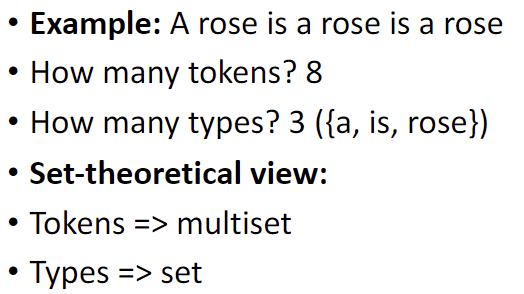 • Example: A rose is a rose is a rose
• How many tokens? 8
• How many types? 3 ({a, is, rose})
• Set-theoretical view:
• Tokens => multiset
• Types => set